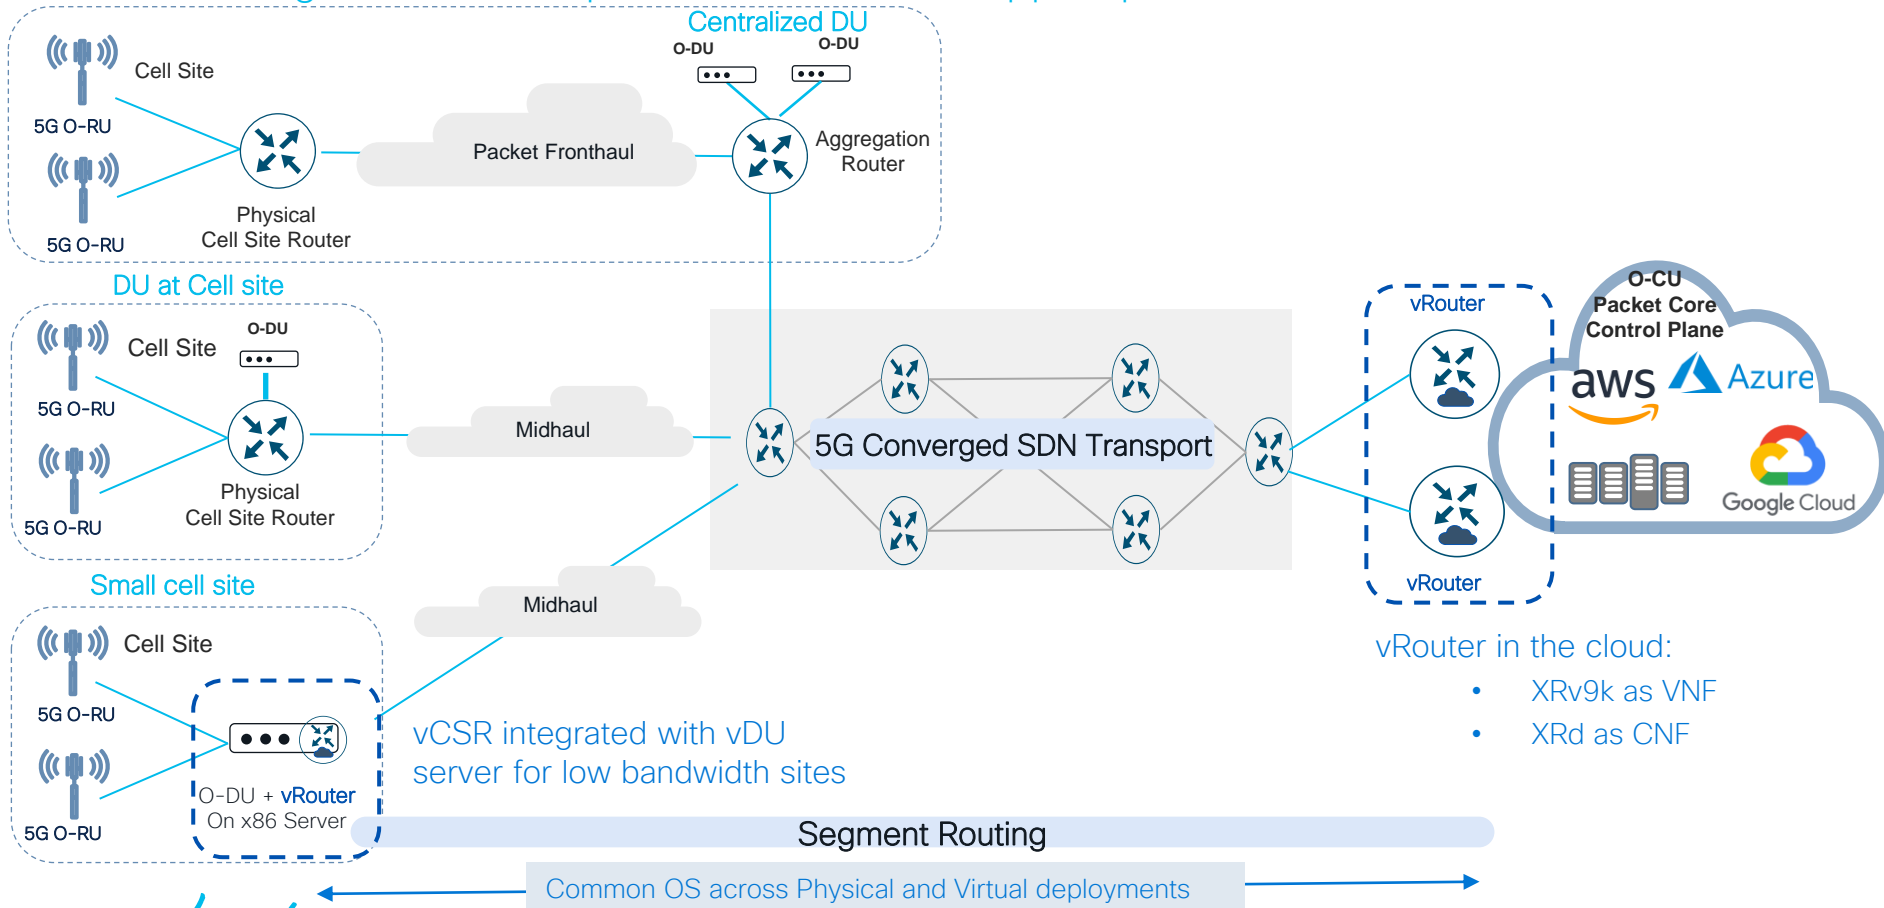 Centralized DU
O-DU
O-DU
Cell Site
5G O-RU
5G O-RU
Physical
Cell Site Router
Packet Fronthaul
Aggregation
Router
DU at Cell site
Cell Site
O-DU
5G O-RU
5G O-RU
Physical
Cell Site Router
Midhaul
5G Converged SDN Transport
vRouter
vRouter
O-CU
Packet Core
Control Plane
aws
Azure
Google Cloud
Small cell site
Cell Site
5G O-RU
5G O-RU
O-DU + vRouter
On x86 Server
Midhaul
vCSR integrated with vDU
server for low bandwidth sites
vRouter in the cloud:
• XRv9k as VNF
• XRd as CNF
Segment Routing
Common OS across Physical and Virtual deployments